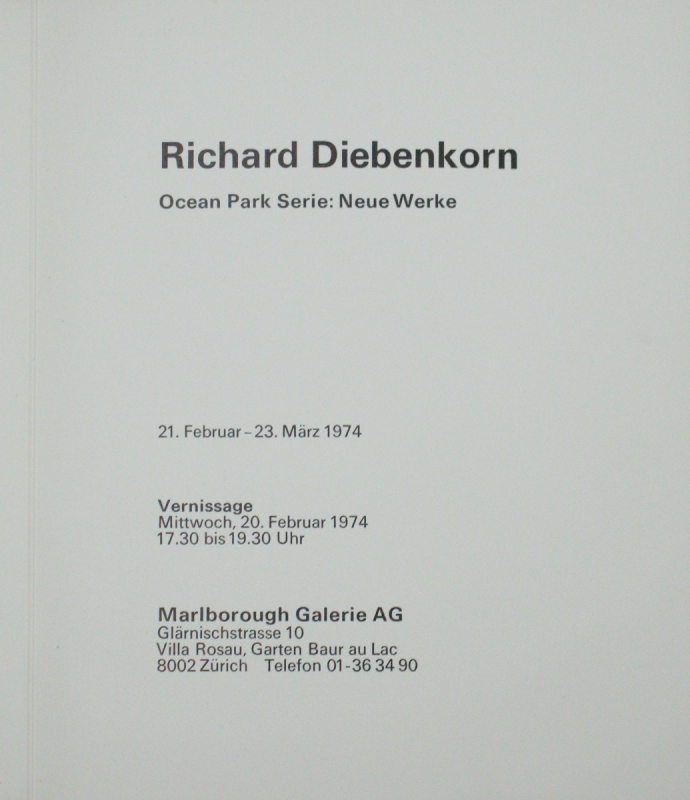 Richard Diebenkorn
Ocean Park Serie: Neue Werke
21. Februar – 23. März 1974
Vernissage
Mittwoch, 20. Februar 1974
17.30 bis 19.30 Uhr
Marlborough Galerie AG
Glärnischstrasse 10
Villa Rosau, Garten Baur au Lac
8002 Zürich Telefon 01-36 34 90